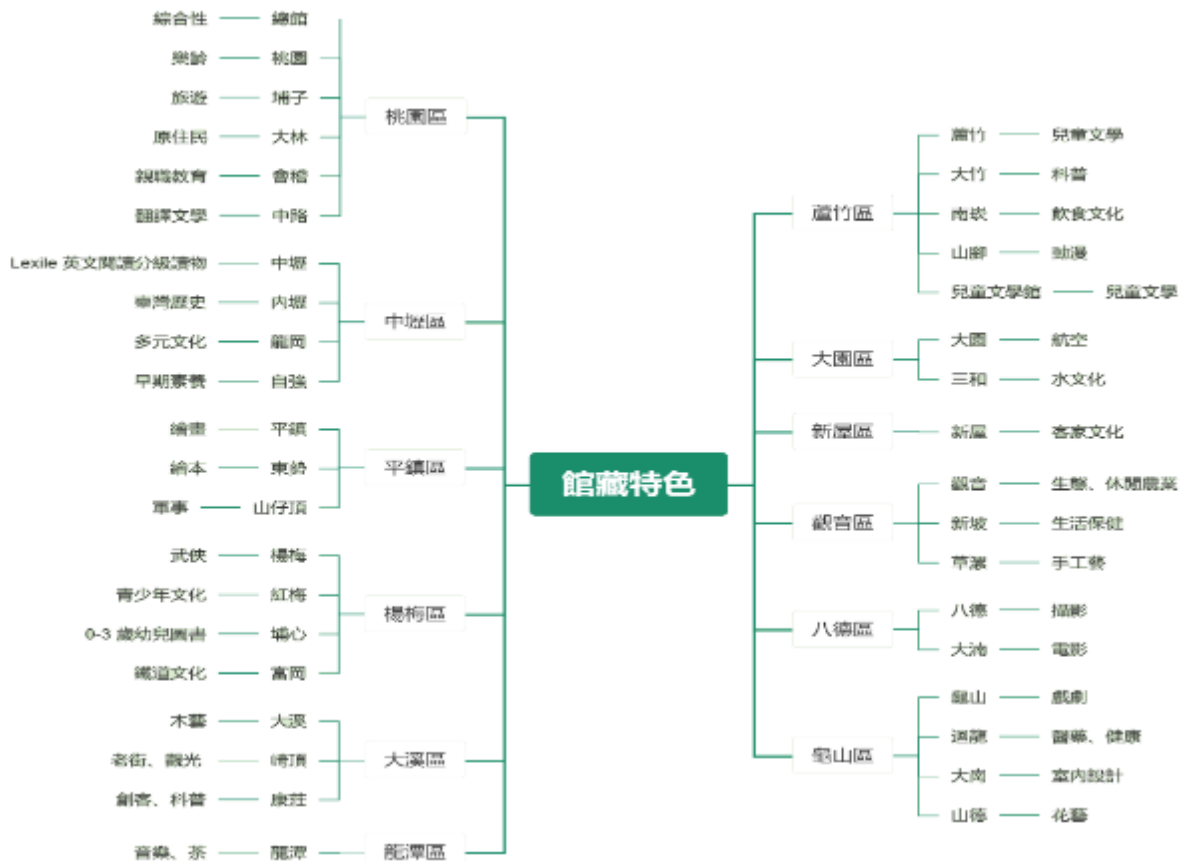 館藏特色
桃園區
總館 綜合性
桃園 樂齡
埔子 旅遊
大林 原住民
會稽 親職教育
中路 翻譯文學
中壢區
中壢 Lexile 英文閱讀分級讀物
內壢 臺灣歷史
龍岡 多元文化
自強 早期素養
平鎮區
平鎮 繪畫
東勢 繪本
山仔頂 軍事
楊梅區
楊梅 武俠
紅梅 青少年文化
埔心 0-3 歲幼兒圖書
富岡 鐵道文化
大溪區
大溪 木藝
崎頂 老街、觀光
康莊 創客、科普
龍潭區
龍潭 音樂、茶
蘆竹區
蘆竹 兒童文學
大竹 科普
南崁 飲食文化
山腳 動漫
兒童文學館 兒童文學
大園區
大園 航空
三和 水文化
新屋區
新屋 客家文化
觀音區
觀音 生態、休閒農業
新坡 生活保健
草漯 手工藝
八德區
八德 攝影
大湳 電影
龜山區
龜山 戲劇
迴龍 醫藥、健康
大崗 室內設計
山德 花藝